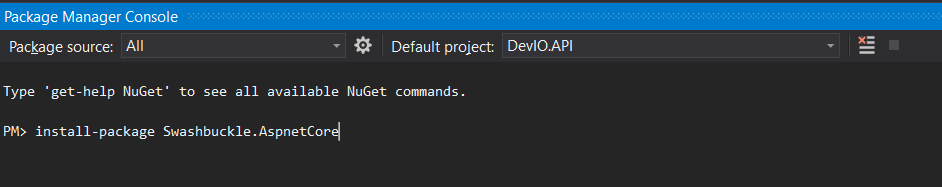 Package Manager Console
Package source: All Default project: DevIO.API
Type 'get-help NuGet' to see all available NuGet commands.
PM> install-package Swashbuckle.AspnetCore